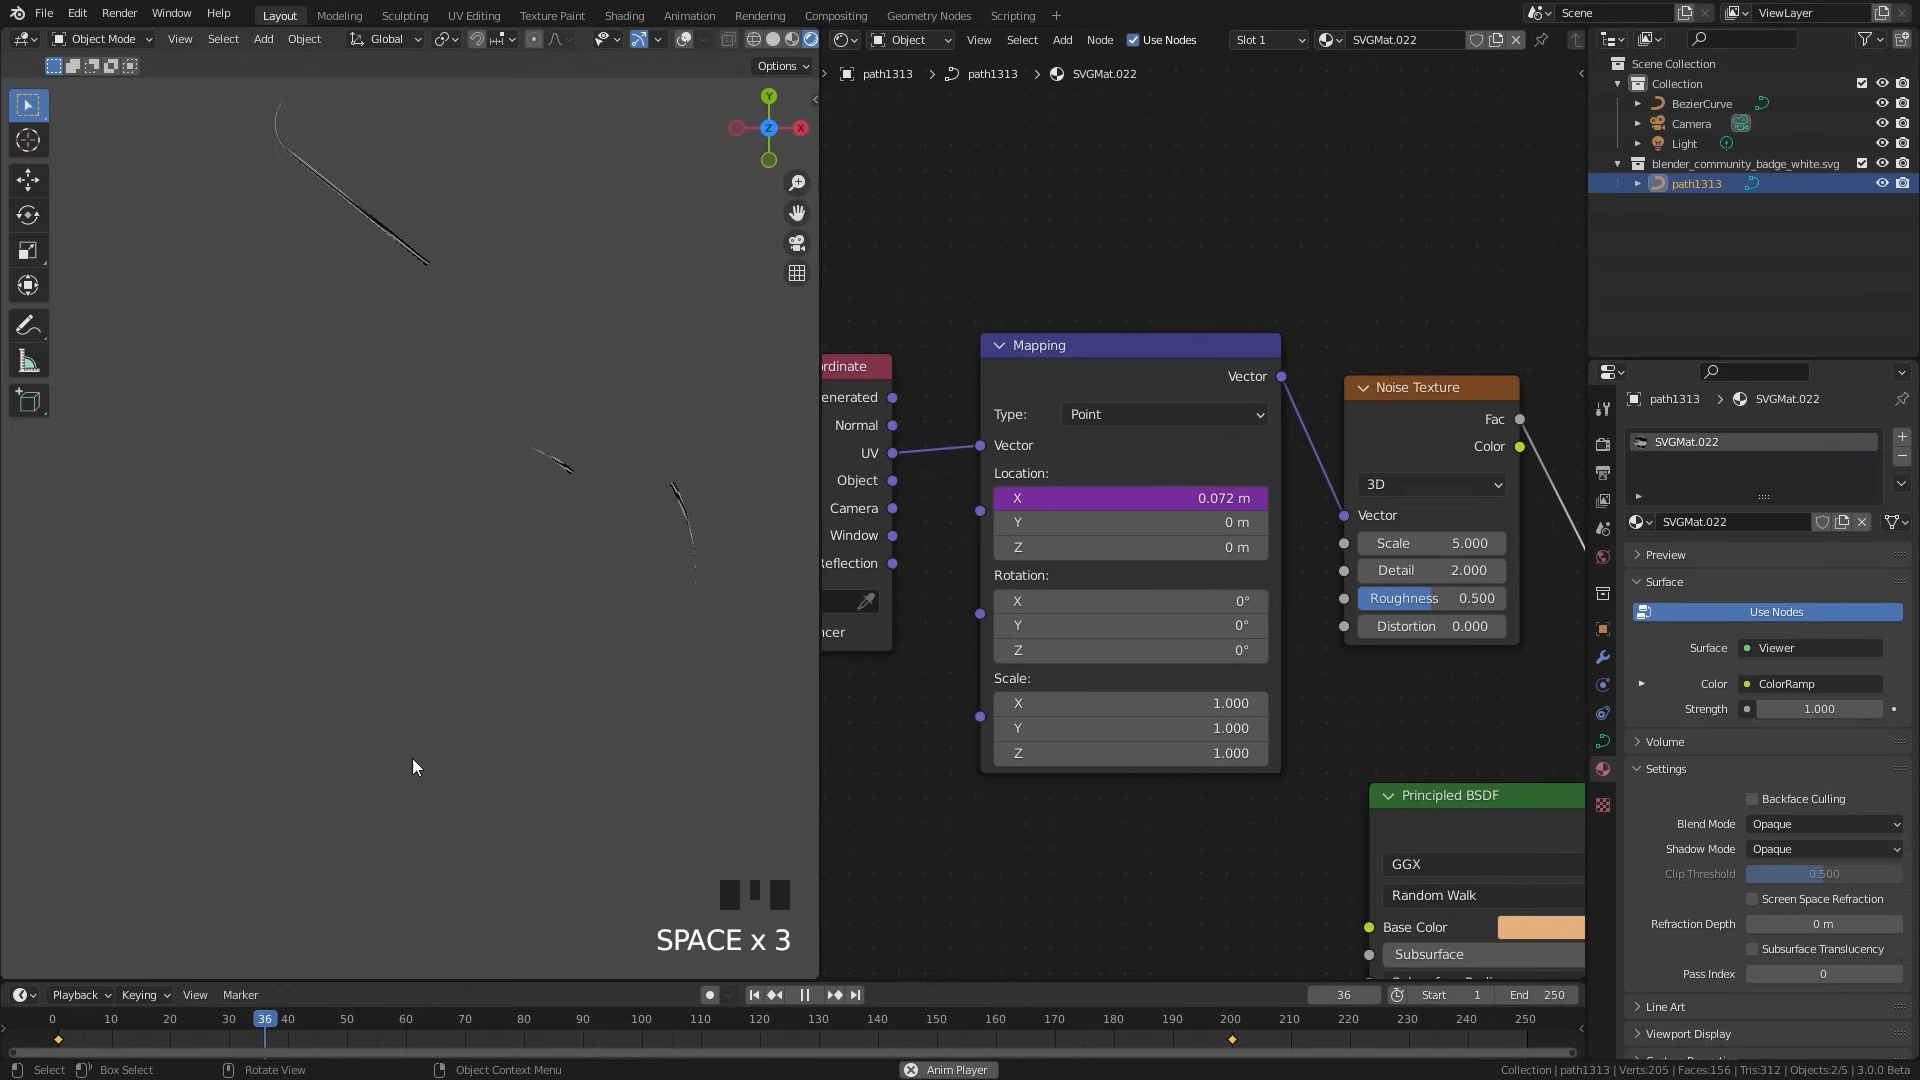 File Edit Render Window Help Layout Modeling Sculpting UV Editing Texture Paint Shading Animation Rendering Compositing Geometry Nodes Scripting + Scene ViewLayer
Object Mode View Select Add Object Global Object View Select Add Node Use Nodes Slot 1 SVGMat.022
Options
path1313 > path1313 > SVGMat.022
Y
Z X
Scene Collection
Collection
BezierCurve
Camera
Light
blender_community_badge_white.svg
path1313
ordinate
enerated
Normal
UV
Object
Camera
Window
Reflection
ncer
Mapping
Vector
Type: Point
Vector
Location:
X 0.072 m
Y 0 m
Z 0 m
Rotation:
X 0°
Y 0°
Z 0°
Scale:
X 1.000
Y 1.000
Z 1.000
Noise Texture
Fac
Color
3D
Vector
Scale 5.000
Detail 2.000
Roughness 0.500
Distortion 0.000
Principled BSDF
GGX
Random Walk
Base Color
Subsurface
path1313 > SVGMat.022
SVGMat.022
SVGMat.022
Preview
Surface
Use Nodes
Surface Viewer
Color ColorRamp
Strength 1.000
Volume
Settings
Backface Culling
Blend Mode Opaque
Shadow Mode Opaque
Clip Threshold 0.500
Screen Space Refraction
Refraction Depth 0 m
Subsurface Translucency
Pass Index 0
Line Art
Viewport Display
SPACE x 3
Playback Keying View Marker 36 Start 1 End 250
0 10 20 30 36 40 50 60 70 80 90 100 110 120 130 140 150 160 170 180 190 200 210 220 230 240 250
Select Box Select Rotate View Object Context Menu Anim Player Collection | path1313 | Verts:205 | Faces:156 | Tris:312 | Objects:2/5 | 3.0.0 Beta